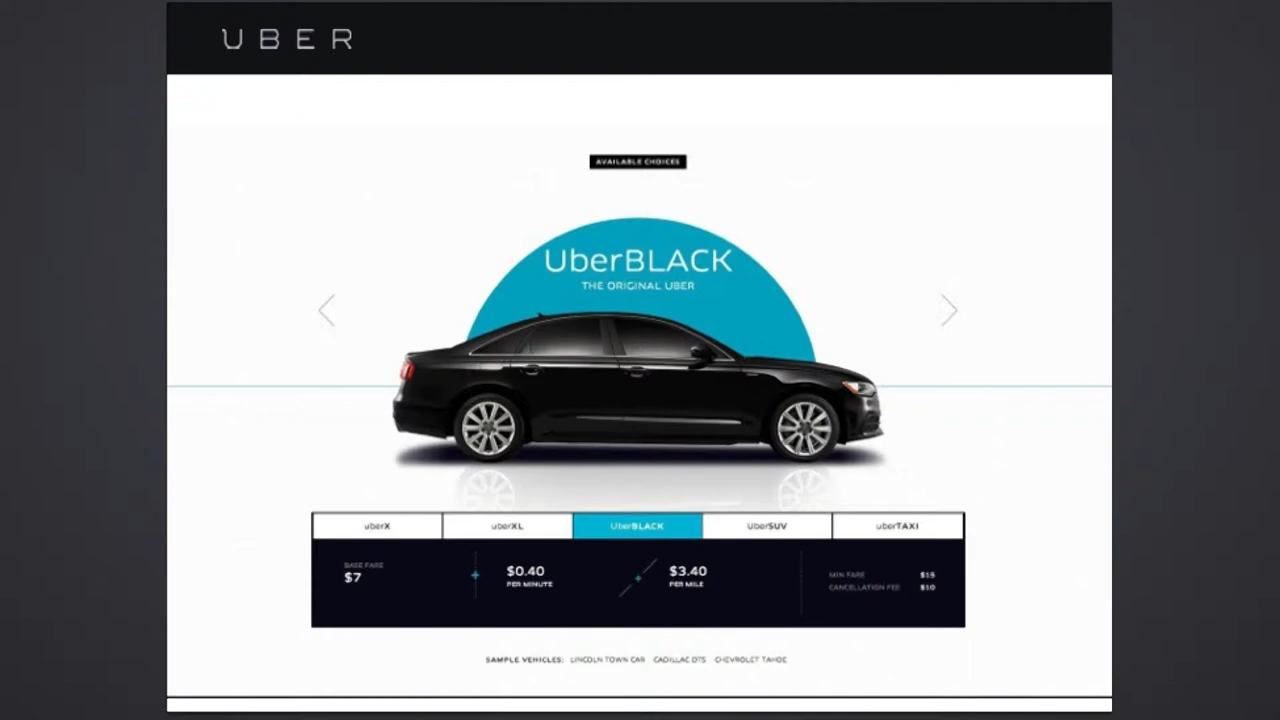 UBER
AVAILABLE CHOICES
UberBLACK
THE ORIGINAL UBER
uberX
uberXL
UberBLACK
UberSUV
uberTAXI
BASE FARE
$7
$0.40
PER MINUTE
$3.40
PER MILE
MIN FARE $15
CANCELLATION FEE $10
SAMPLE VEHICLES: LINCOLN TOWN CAR CADILLAC DTS CHEVROLET TAHOE